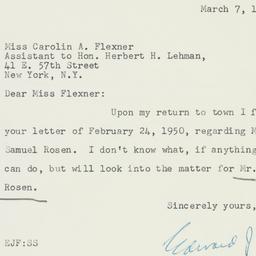 March 7, 1
Miss Carolin A. Flexner
Assistant to Hon. Herbert H. Lehman,
41 E. 57th Street
New York, N.Y.
Dear Miss Flexner:
Upon my return to town I f
your letter of February 24, 1950, regarding M
Samuel Rosen. I don't know what, if anything
can do, but will look into the matter for Mr.
Rosen.
Sincerely yours,
Edward J
EJF:SS